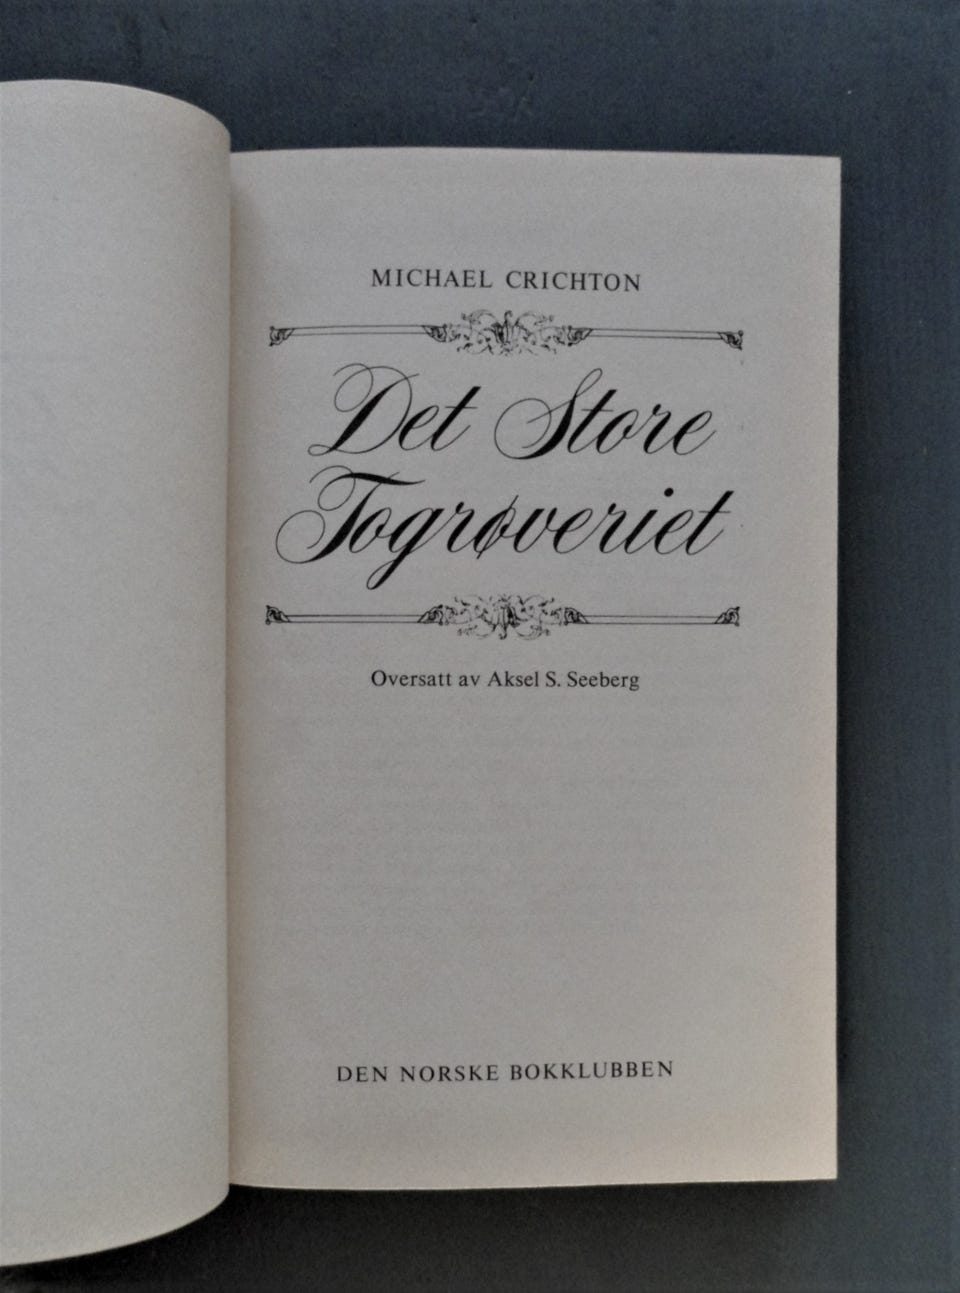 MICHAEL CRICHTON
Det Store
Togrøveriet
Oversatt av Aksel S. Seeberg
DEN NORSKE BOKKLUBBEN